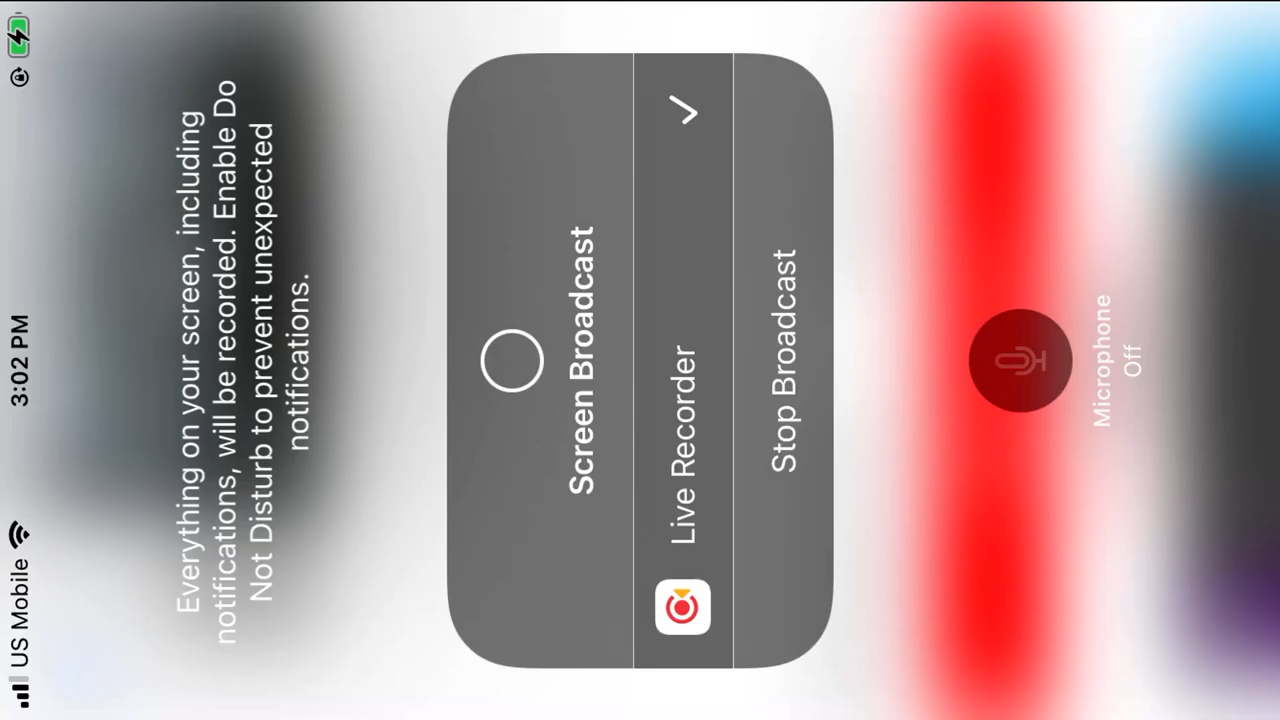 US Mobile 3:02 PM
Everything on your screen, including
notifications, will be recorded. Enable Do
Not Disturb to prevent unexpected
notifications.
Screen Broadcast
Live Recorder
Stop Broadcast
Microphone
Off